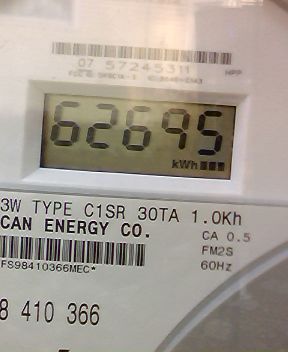 07 57245311 HPP
62695
kWh
3W TYPE C1SR 30TA 1.0Kh
CAN ENERGY CO. CA 0.5
FM2S
*FS98410366MEC* 60Hz
8 410 366